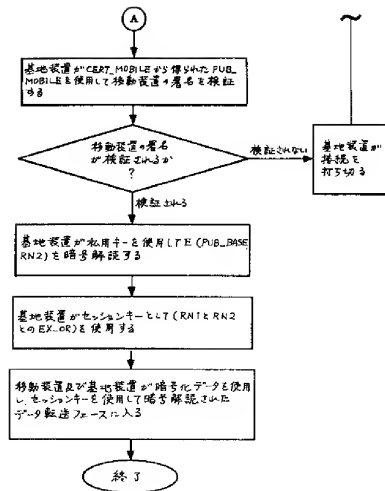 A
基地装置がCERT_MOBILEから得られたPUB_
MOBILEを使用して移動装置の署名を検証
する
移動装置の署名
が検証されるか
?
検証されない
基地装置が
接続を
打ち切る
検証される
基地装置が私用キーを使用してE(PUB_BASE
RN2)を暗号解読する
基地装置がセッションキーとして(RN1とRN2
とのEX_OR)を使用する
移動装置及び基地装置が暗号化データを使用
し、セッションキーを使用して暗号解読された
データ転送フェースに入る
終了